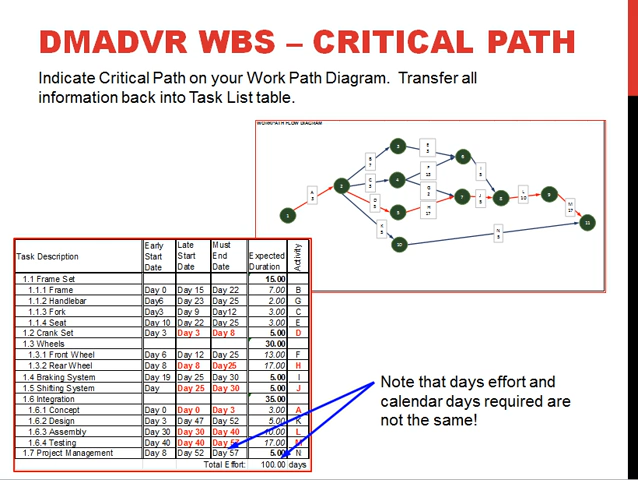 DMADVR WBS – CRITICAL PATH
Indicate Critical Path on your Work Path Diagram. Transfer all
information back into Task List table.
WORKPATH FLOW DIAGRAM
Task Description Early Start Date Late Start Date Must End Date Expected Duration Activity
1.1 Frame Set 15.00
1.1.1 Frame Day 0 Day 15 Day 22 7.00 B
1.1.2 Handlebar Day6 Day 23 Day 25 2.00 G
1.1.3 Fork Day3 Day 9 Day12 3.00 C
1.1.4 Seat Day 10 Day 22 Day 25 3.00 E
1.2 Crank Set Day 3 Day 3 Day 8 5.00 D
1.3 Wheels 30.00
1.3.1 Front Wheel Day 6 Day 12 Day 25 13.00 F
1.3.2 Rear Wheel Day 8 Day 8 Day25 17.00 H
1.4 Braking System Day 19 Day 25 Day 30 5.00 I
1.5 Shifting System Day Day 25 Day 30 5.00 J
1.6 Integration 35.00
1.6.1 Concept Day 0 Day 0 Day 3 3.00 A
1.6.2 Design Day 3 Day 47 Day 52 5.00 K
1.6.3 Assembly Day 30 Day 30 Day 40 10.00 L
1.6.4 Testing Day 40 Day 40 Day 57 17.00 M
1.7 Project Management Day 8 Day 52 Day 57 5.00 N
Total Effort: 100.00 days
Note that days effort and
calendar days required are
not the same!